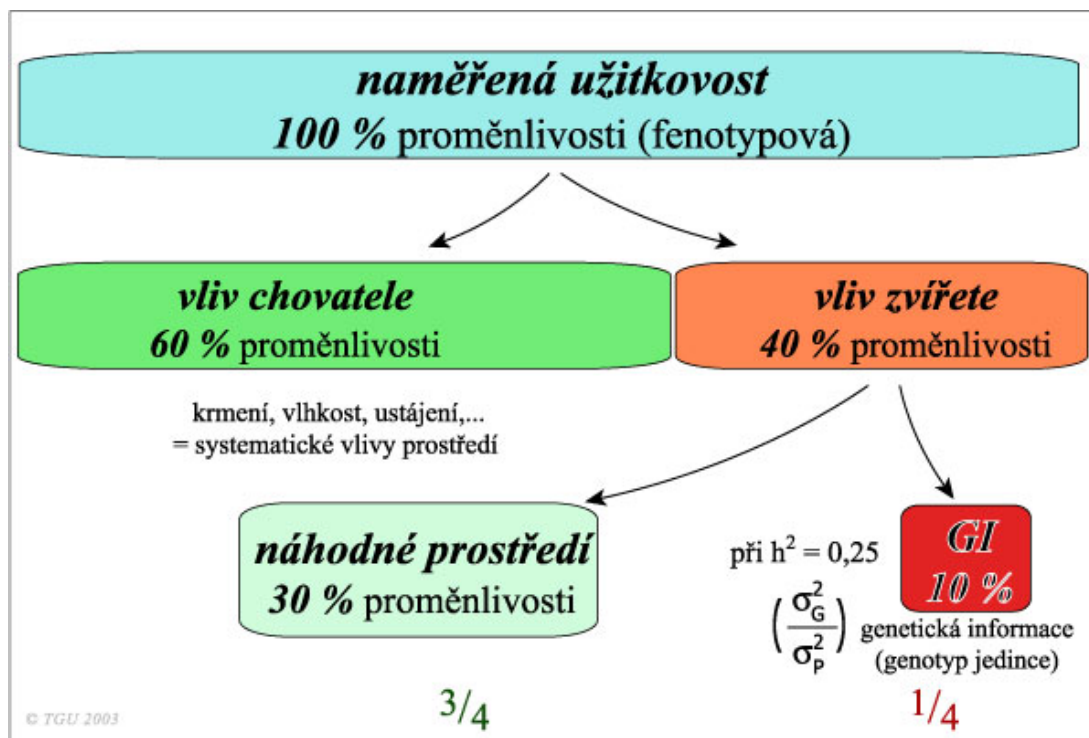 naměřená užitkovost
100 % proměnlivosti (fenotypová)
vliv chovatele
60 % proměnlivosti
vliv zvířete
40 % proměnlivosti
krmení, vlhkost, ustájení,...
= systematické vlivy prostředí
náhodné prostředí
30 % proměnlivosti
při h² = 0,25
(σ²G / σ²P)
GI
10 %
genetická informace
(genotyp jedince)
3/4
1/4
© TGU 2003